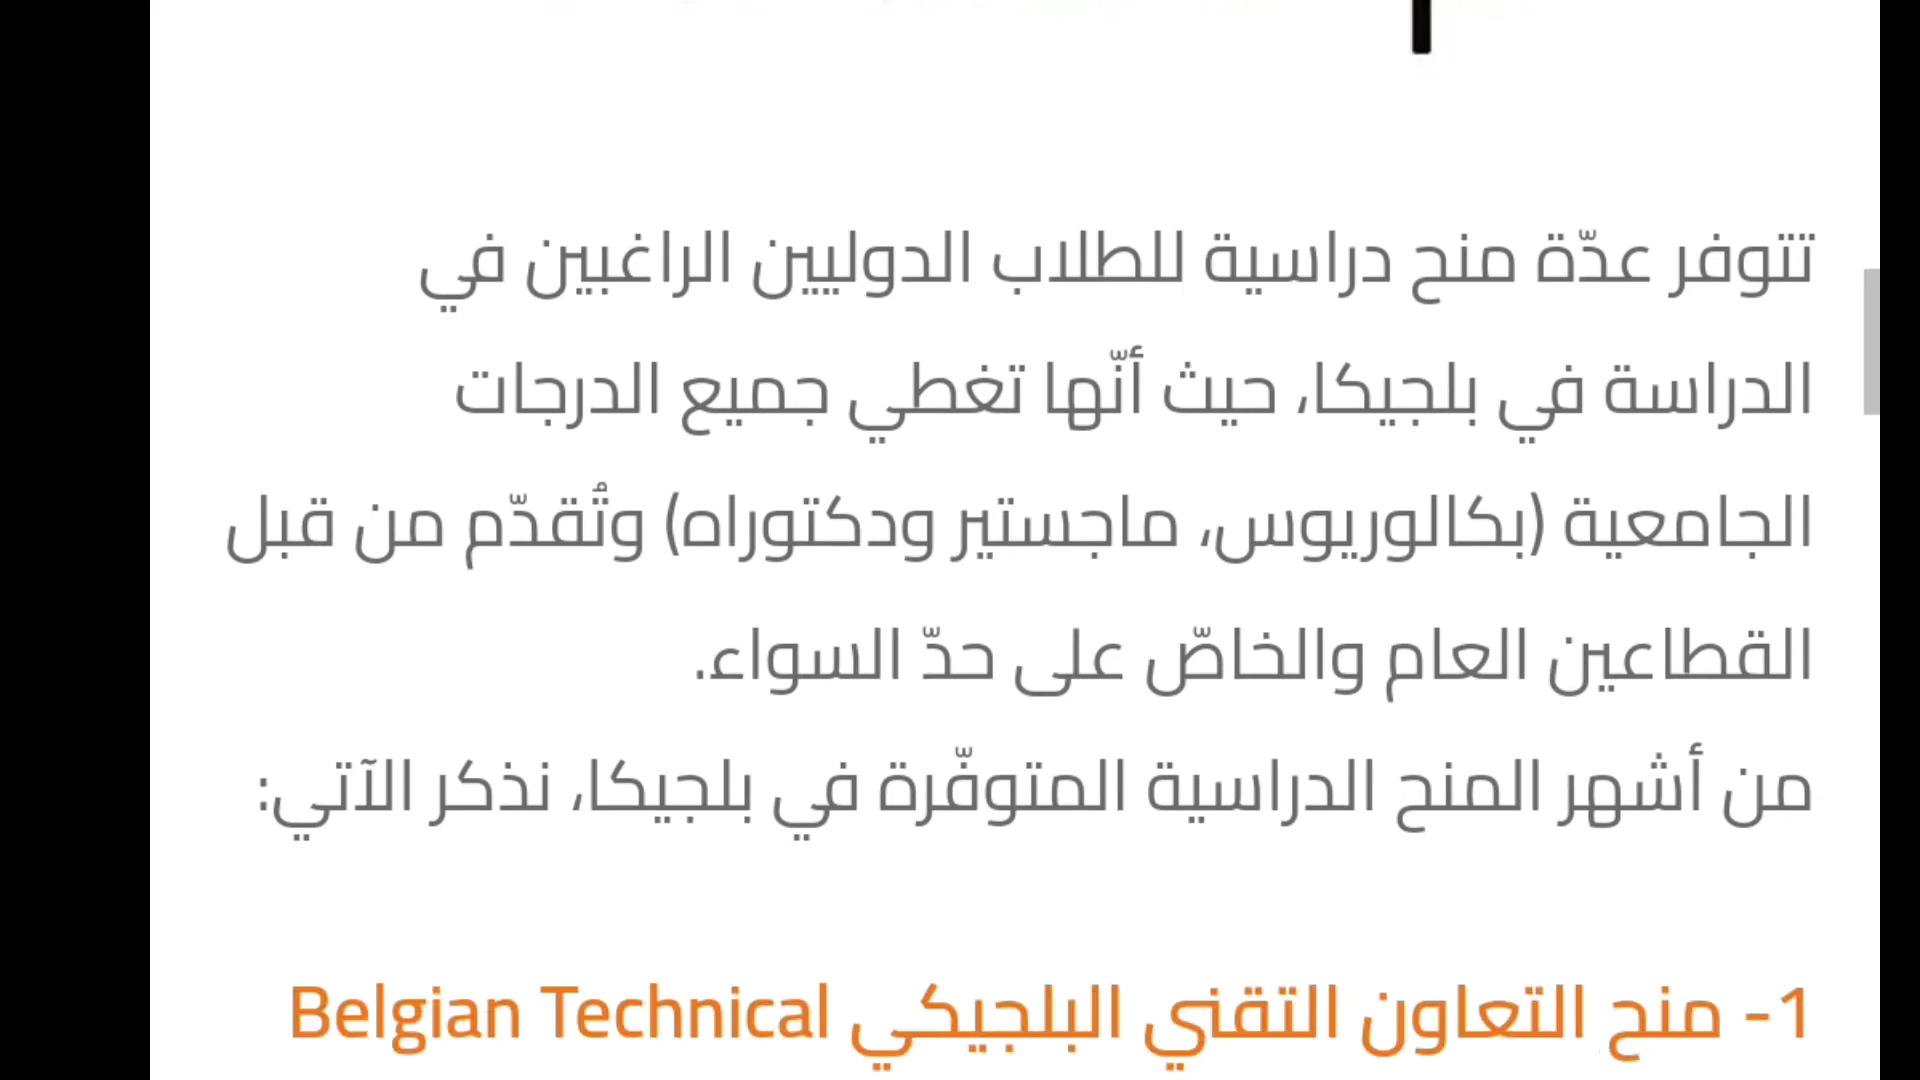 تتوفر عدّة منح دراسية للطلاب الدوليين الراغبين في
الدراسة في بلجيكا، حيث أنّها تغطي جميع الدرجات
الجامعية (بكالوريوس، ماجستير ودكتوراه) وتُقدّم من قبل
القطاعين العام والخاصّ على حدّ السواء.
من أشهر المنح الدراسية المتوفّرة في بلجيكا، نذكر الآتي:
1- منح التعاون التقني البلجيكي Belgian Technical